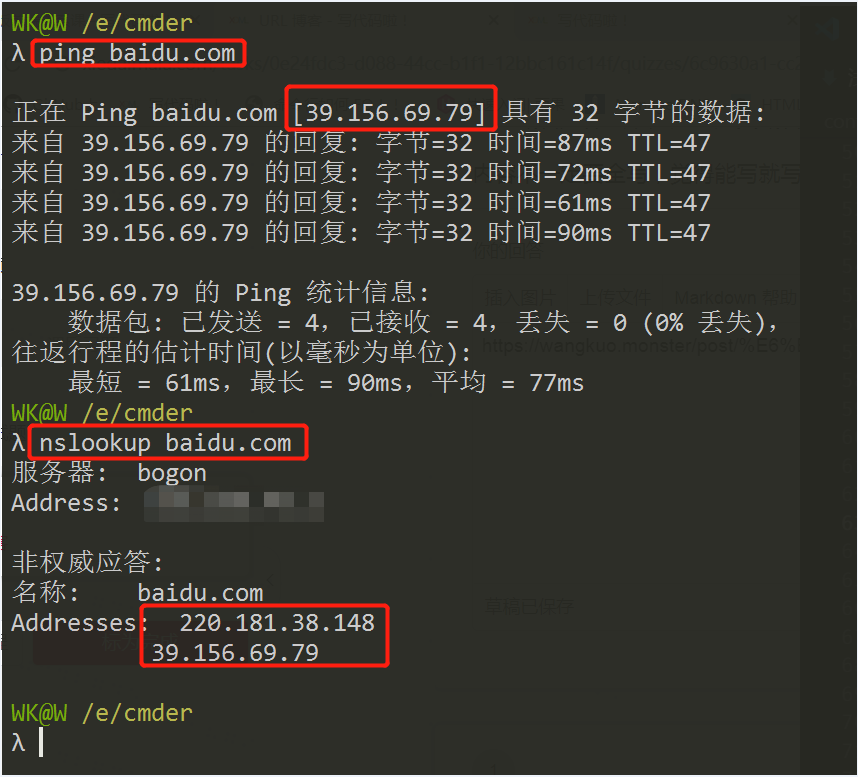 WK@W /e/cmder
λ ping baidu.com
正在 Ping baidu.com [39.156.69.79] 具有 32 字节的数据:
来自 39.156.69.79 的回复: 字节=32 时间=87ms TTL=47
来自 39.156.69.79 的回复: 字节=32 时间=72ms TTL=47
来自 39.156.69.79 的回复: 字节=32 时间=61ms TTL=47
来自 39.156.69.79 的回复: 字节=32 时间=90ms TTL=47
39.156.69.79 的 Ping 统计信息:
数据包: 已发送 = 4，已接收 = 4，丢失 = 0 (0% 丢失)，
往返行程的估计时间(以毫秒为单位):
最短 = 61ms，最长 = 90ms，平均 = 77ms
WK@W /e/cmder
λ nslookup baidu.com
服务器:  bogon
Address:
非权威应答:
名称:    baidu.com
Addresses:  220.181.38.148
39.156.69.79
WK@W /e/cmder
λ